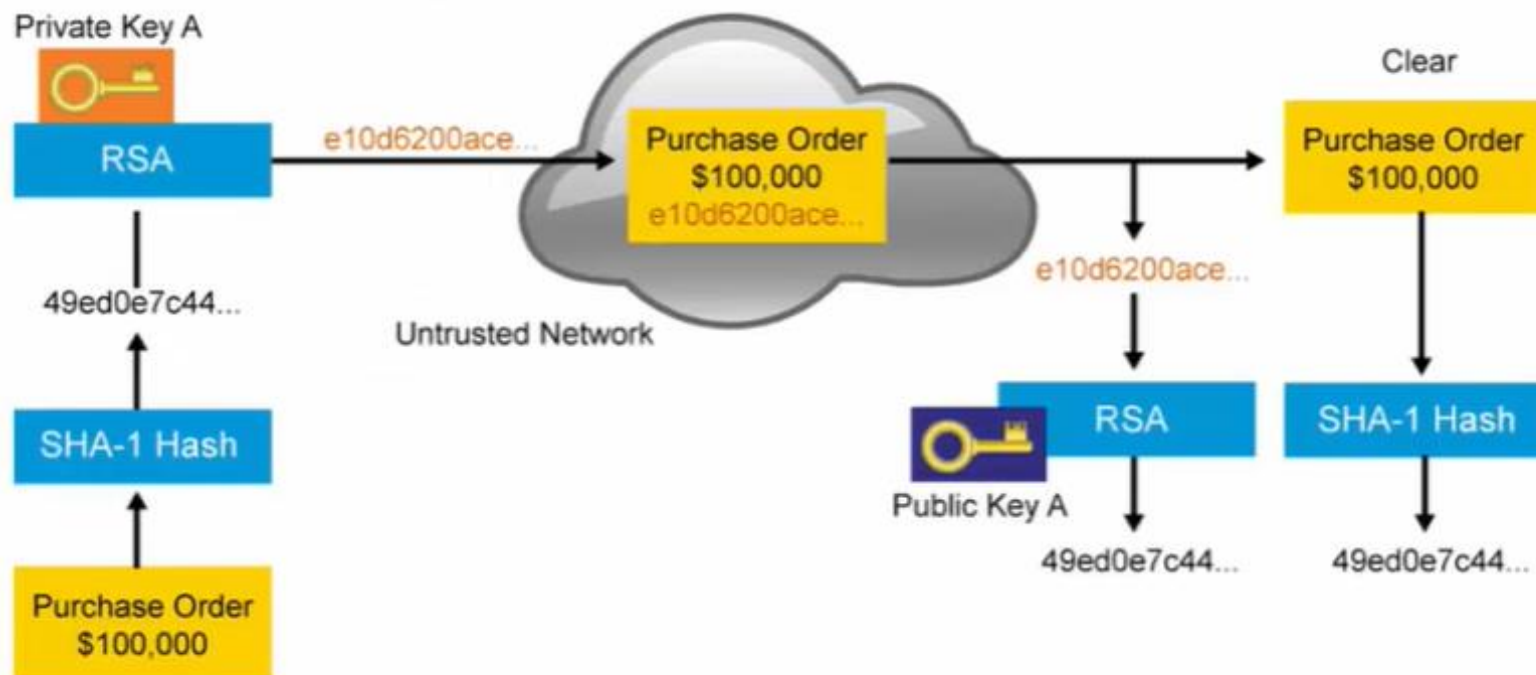 Private Key A
RSA
e10d6200ace...
49ed0e7c44...
SHA-1 Hash
Purchase Order
$100,000
Purchase Order
$100,000
e10d6200ace...
Untrusted Network
Clear
Purchase Order
$100,000
e10d6200ace...
RSA
Public Key A
49ed0e7c44...
SHA-1 Hash
49ed0e7c44...